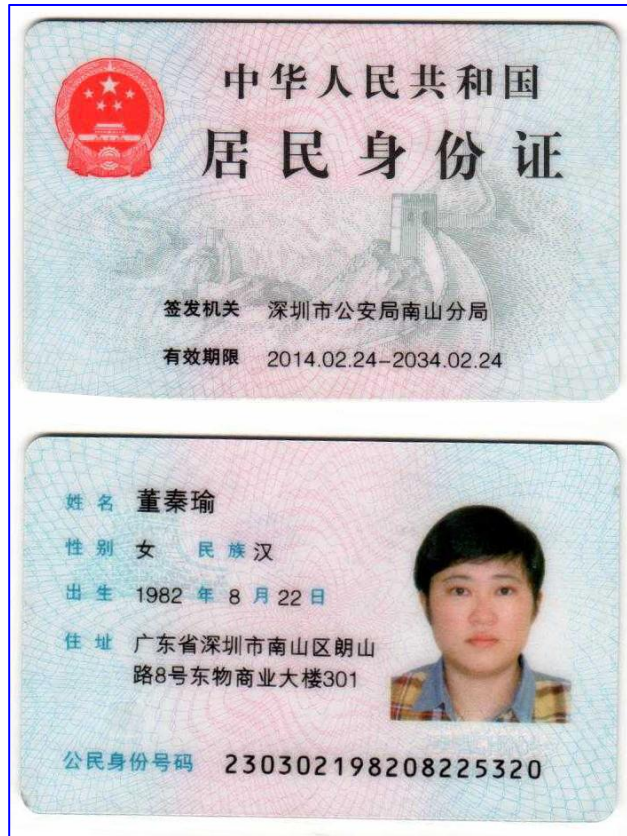 中华人民共和国
居民身份证
签发机关 深圳市公安局南山分局
有效期限 2014.02.24-2034.02.24
姓名 董秦瑜
性别 女 民族 汉
出生 1982 年 8 月 22 日
住址 广东省深圳市南山区朗山
路8号东物商业大楼301
公民身份号码 230302198208225320